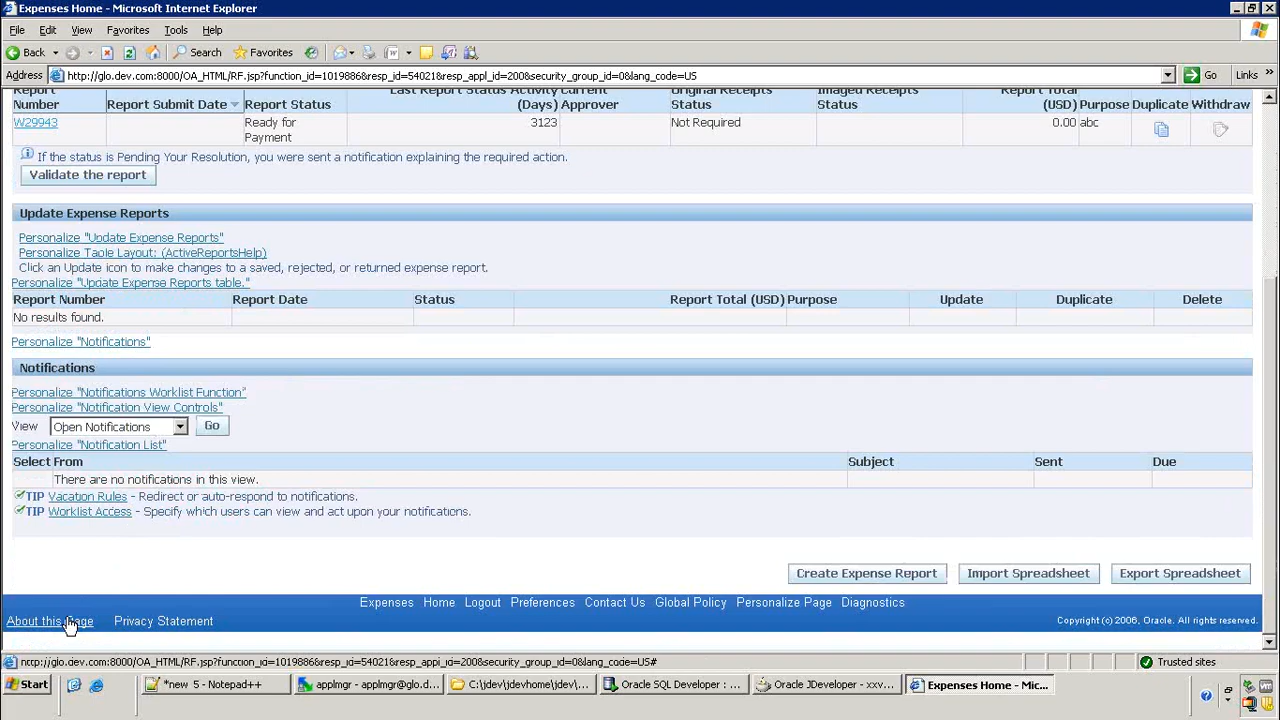 Expenses Home - Microsoft Internet Explorer
File Edit View Favorites Tools Help
Back Search Favorites
Address http://glo.dev.com:8000/OA_HTML/RF.jsp?function_id=1019886&resp_id=54021&resp_appl_id=200&security_group_id=0&lang_code=US Go Links »
Report Last Report Status Activity Current Original Receipts Imaged Receipts Report Total
Number Report Submit Date Report Status (Days) Approver Status Status (USD) Purpose Duplicate Withdraw
W29943 Ready for 3123 Not Required 0.00 abc
Payment
If the status is Pending Your Resolution, you were sent a notification explaining the required action.
Validate the report
Update Expense Reports
Personalize "Update Expense Reports"
Personalize Table Layout: (ActiveReportsHelp)
Click an Update icon to make changes to a saved, rejected, or returned expense report.
Personalize "Update Expense Reports table."
Report Number Report Date Status Report Total (USD) Purpose Update Duplicate Delete
No results found.
Personalize "Notifications"
Notifications
Personalize "Notifications Worklist Function"
Personalize "Notification View Controls"
View Open Notifications Go
Personalize "Notification List"
Select From Subject Sent Due
There are no notifications in this view.
TIP Vacation Rules - Redirect or auto-respond to notifications.
TIP Worklist Access - Specify which users can view and act upon your notifications.
Create Expense Report Import Spreadsheet Export Spreadsheet
Expenses Home Logout Preferences Contact Us Global Policy Personalize Page Diagnostics
About this Page Privacy Statement Copyright (c) 2006, Oracle. All rights reserved.
http://glo.dev.com:8000/OA_HTML/RF.jsp?function_id=1019886&resp_id=54021&resp_appl_id=200&security_group_id=0&lang_code=US# Trusted sites
Start *new 5 - Notepad++ applmgr - applmgr@glo.d... C:\jdev\jdevhome\jdev\... Oracle SQL Developer : ... Oracle JDeveloper - xxv... Expenses Home - Mic...